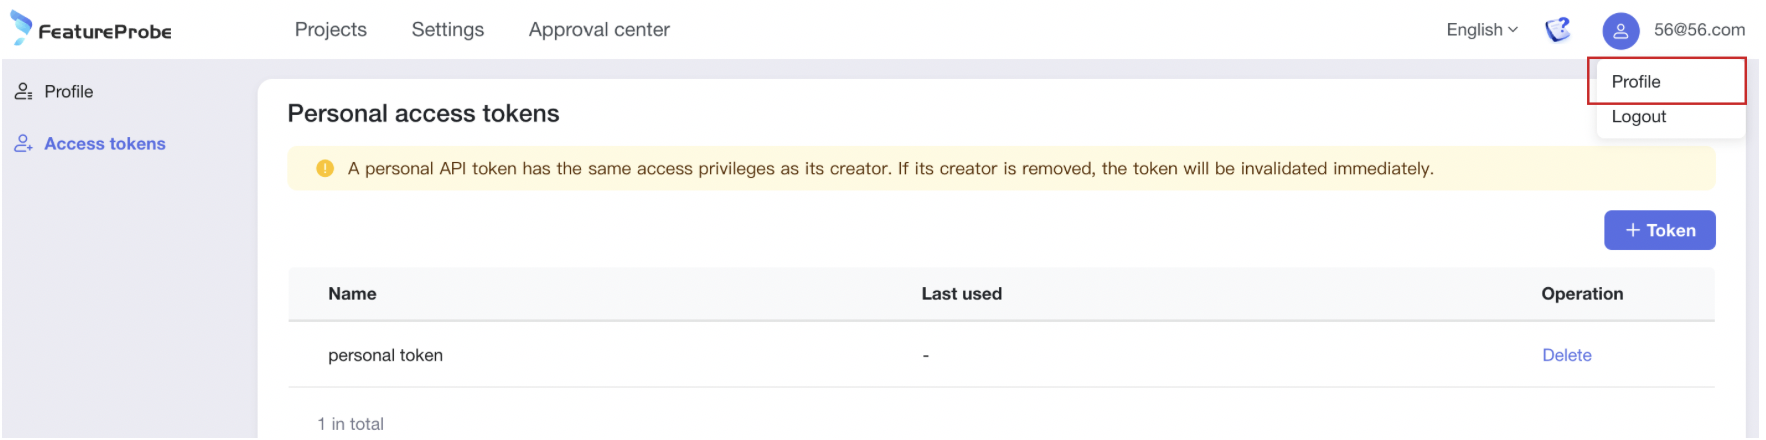 FeatureProbe
Projects Settings Approval center
English
56@56.com
Profile
Logout
Profile
Access tokens
Personal access tokens
A personal API token has the same access privileges as its creator. If its creator is removed, the token will be invalidated immediately.
+ Token
Name Last used Operation
personal token - Delete
1 in total